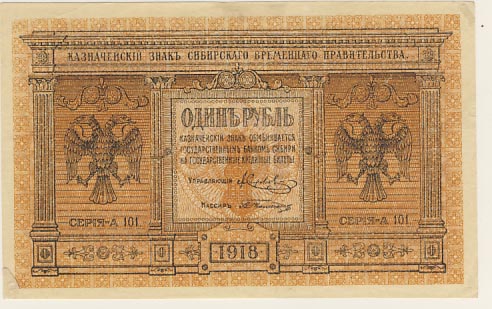 КАЗНАЧЕЙСКІЙ ЗНАКЪ СИБИРСКАГО ВРЕМЕННАГО ПРАВИТЕЛЬСТВА.
ОДИНЪ РУБЛЬ
КАЗНАЧЕЙСКІЙ ЗНАКЪ ОБМѢНИВАЕТСЯ
ГОСУДАРСТВЕННЫМЪ БАНКОМЪ СИБИРИ
НА ГОСУДАРСТВЕННЫЕ КРЕДИТНЫЕ БИЛЕТЫ.
УПРАВЛЯЮЩІЙ
КАССИРЪ
СЕРІЯ-А 101
СЕРІЯ-А 101
1918